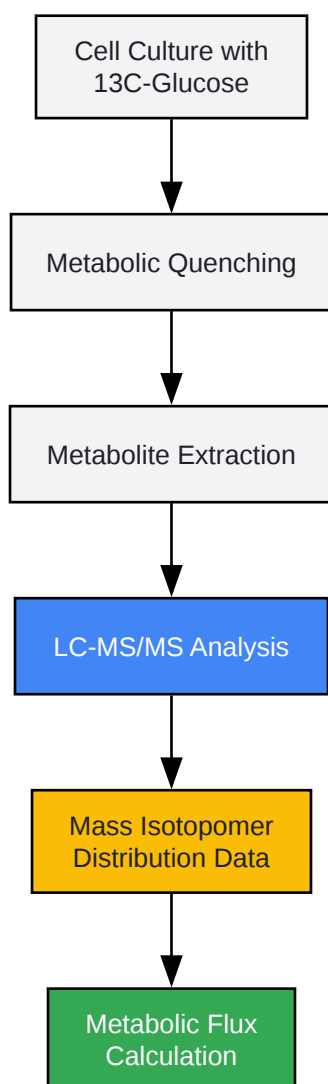 Cell Culture with
13C-Glucose
Metabolic Quenching
Metabolite Extraction
LC-MS/MS Analysis
Mass Isotopomer
Distribution Data
Metabolic Flux
Calculation